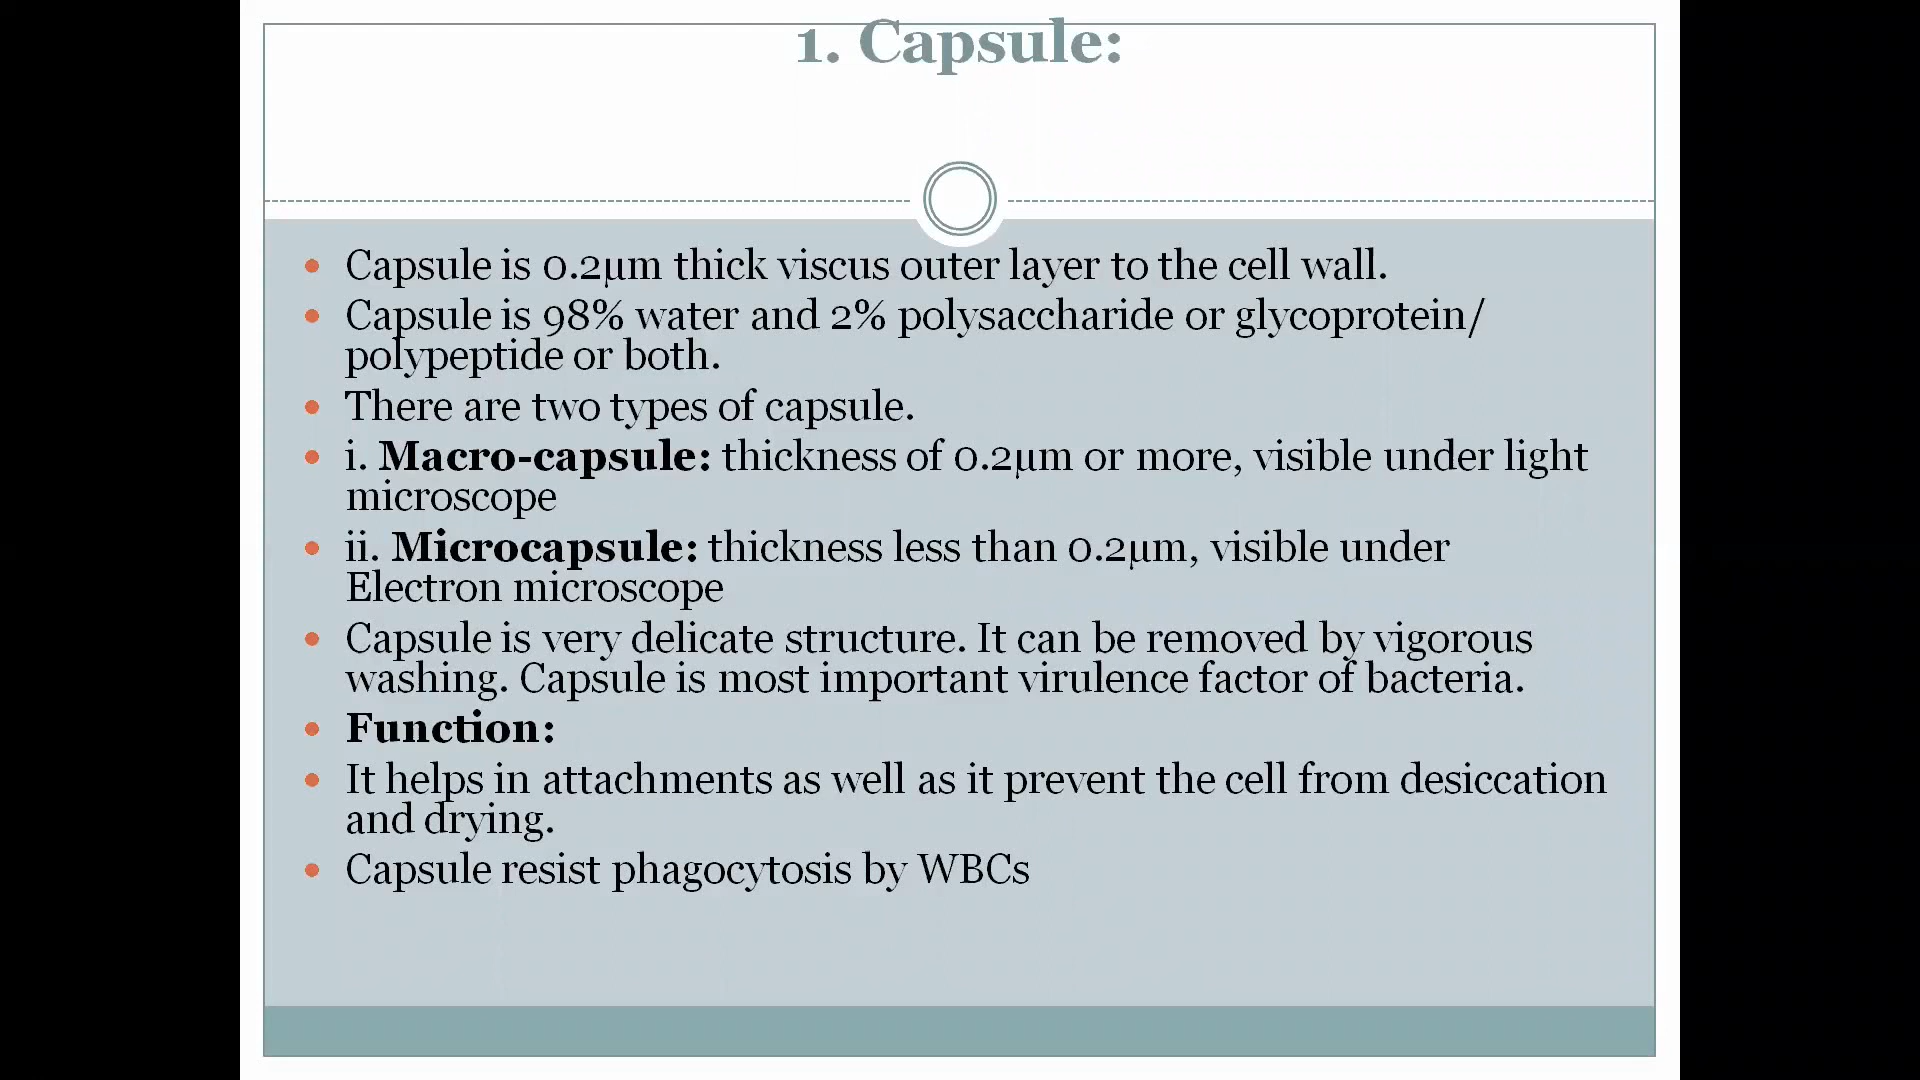 1. Capsule:
Capsule is 0.2µm thick viscus outer layer to the cell wall.
Capsule is 98% water and 2% polysaccharide or glycoprotein/
polypeptide or both.
There are two types of capsule.
i. Macro-capsule: thickness of 0.2µm or more, visible under light
microscope
ii. Microcapsule: thickness less than 0.2µm, visible under
Electron microscope
Capsule is very delicate structure. It can be removed by vigorous
washing. Capsule is most important virulence factor of bacteria.
Function:
It helps in attachments as well as it prevent the cell from desiccation
and drying.
Capsule resist phagocytosis by WBCs